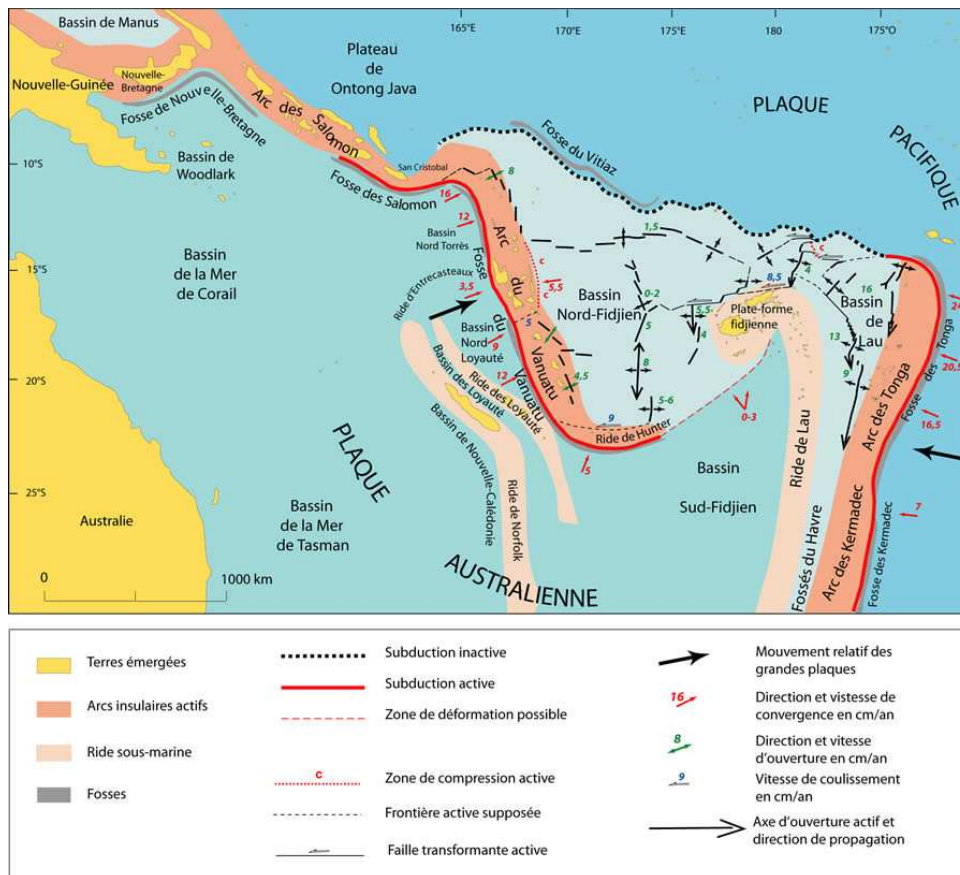 Bassin de Manus
165°E
170°E
175°E
180°
175°O
Plateau
de
Ontong Java
Nouvelle-Guinée
Nouvelle-
Bretagne
Fosse de Nouvelle-Bretagne
Arc des Salomon
PLAQUE
PACIFIQUE
Fosse du Vitiaz
10°S
Bassin de
Woodlark
San Cristobal
Fosse des Salomon
8
16
12
Bassin
Nord Torrès
1,5
15°S
Bassin
de la Mer
de Corail
Ride d'Entrecasteaux
3,5
Fosse
du
Vanuatu
Arc
du
Vanuatu
c
c
5,5
5
Bassin
Nord-Fidjien
0-2
5
5,5
4
8,5
4
c
16
Plate-forme
fidjienne
Bassin
de
Lau
24
Bassin
Nord
Loyauté
9
13
20,5
20°S
12
4,5
8
9
Bassin des Loyauté
Ride des Loyauté
5-6
0-3
9
Ride de Hunter
5
16,5
Fosse des Tonga
Arc des Tonga
PLAQUE
Bassin de Nouvelle-Calédonie
Ride de Norfolk
Bassin
Sud-Fidjien
Ride de Lau
25°S
Australie
Bassin
de la Mer
de Tasman
7
Fossés du Havre
Arc des Kermadec
Fosse des Kermadec
AUSTRALIENNE
0
1000 km
Terres émergées
Arcs insulaires actifs
Ride sous-marine
Fosses
Subduction inactive
Subduction active
Zone de déformation possible
c
Zone de compression active
Frontière active supposée
Faille transformante active
Mouvement relatif des
grandes plaques
16
Direction et vistesse de
convergence en cm/an
8
Direction et vitesse
d'ouverture en cm/an
9
Vitesse de coulissement
en cm/an
Axe d'ouverture actif et
direction de propagation